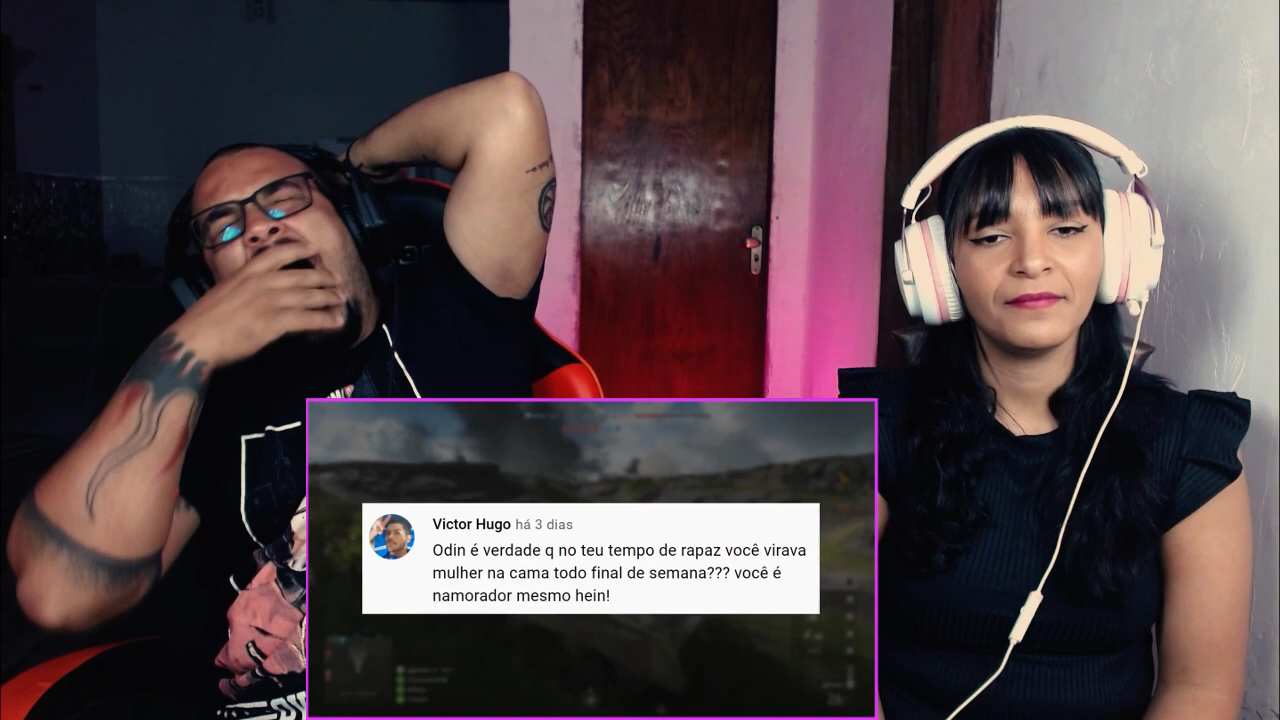 Victor Hugo há 3 dias
Odin é verdade q no teu tempo de rapaz você virava
mulher na cama todo final de semana??? você é
namorador mesmo hein!